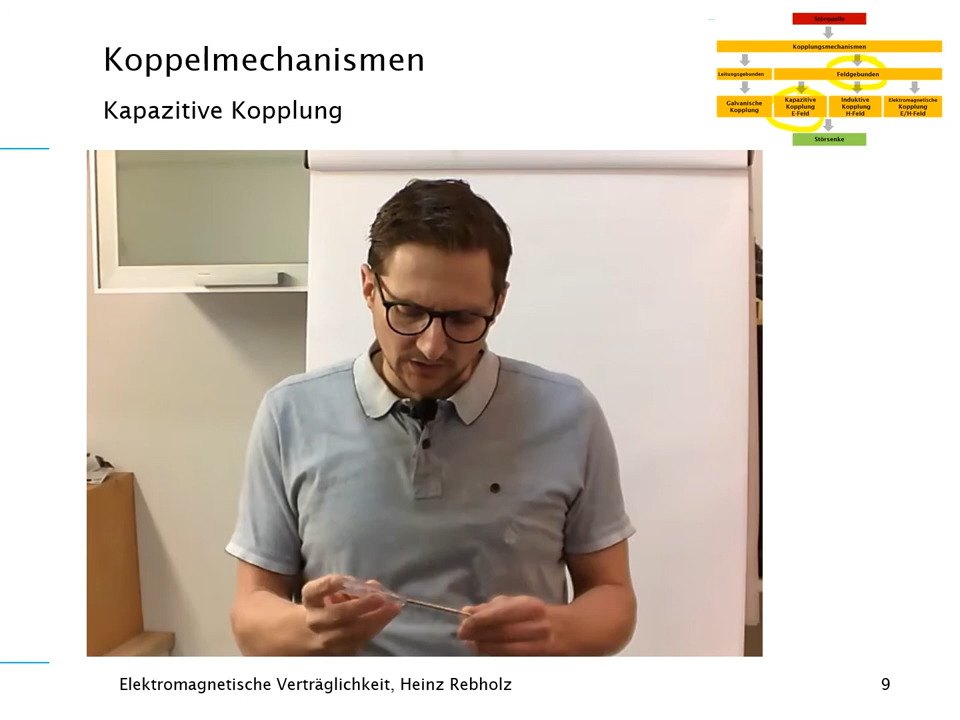 Koppelmechanismen
Kapazitive Kopplung
Störquelle
Kopplungsmechanismen
Leitungsgebunden
Feldgebunden
Galvanische
Kopplung
Kapazitive
Kopplung
E-Feld
Induktive
Kopplung
H-Feld
Elektromagnetische
Kopplung
E/H-Feld
Störsenke
Elektromagnetische Verträglichkeit, Heinz Rebholz
9